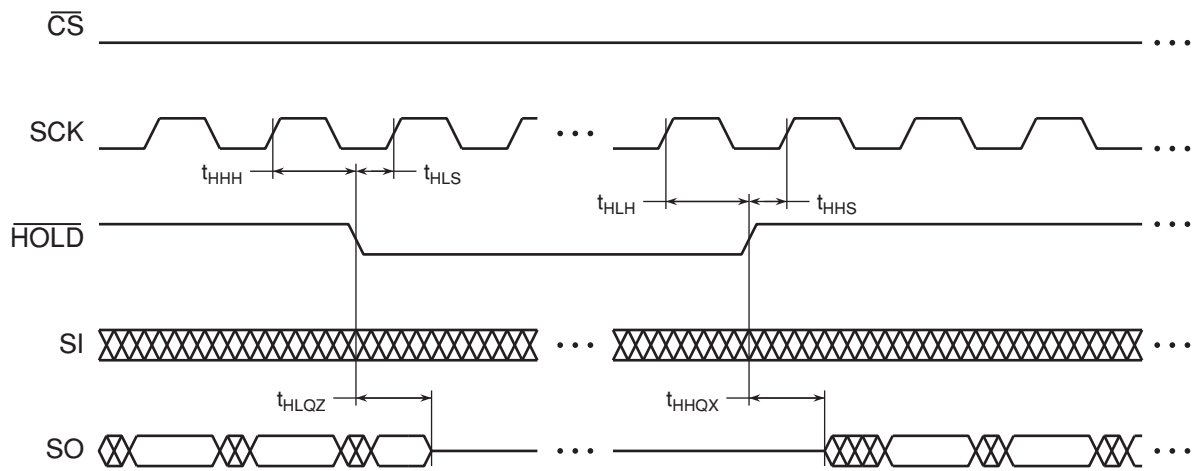 CS
SCK
tHHH
tHLS
tHLH
tHHS
HOLD
SI
tHLQZ
tHHQX
SO